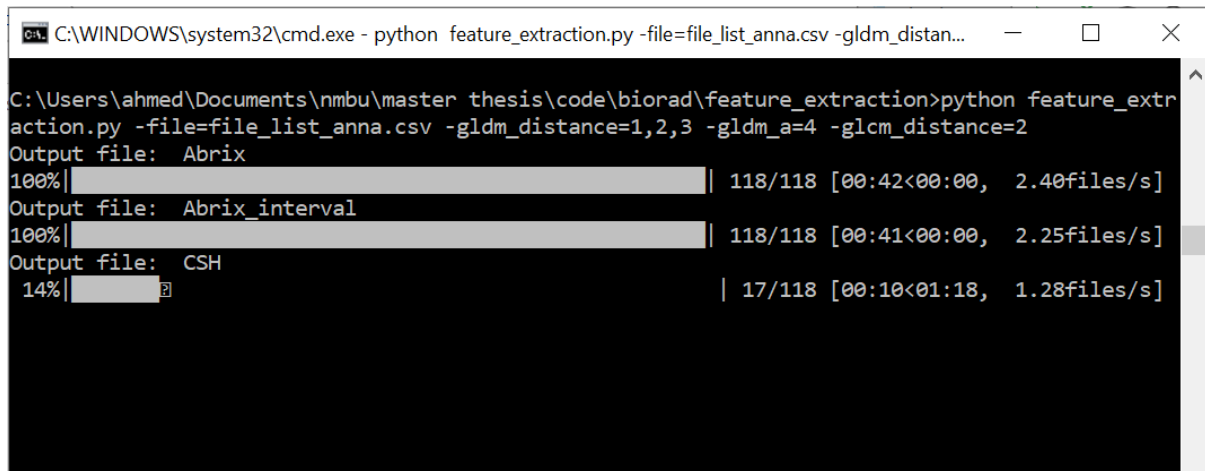 C:\WINDOWS\system32\cmd.exe - python  feature_extraction.py -file=file_list_anna.csv -gldm_distan...
C:\Users\ahmed\Documents\nmbu\master thesis\code\biorad\feature_extraction>python feature_extr
action.py -file=file_list_anna.csv -gldm_distance=1,2,3 -gldm_a=4 -glcm_distance=2
Output file:  Abrix
100%| | 118/118 [00:42<00:00,  2.40files/s]
Output file:  Abrix_interval
100%| | 118/118 [00:41<00:00,  2.25files/s]
Output file:  CSH
14%| | 17/118 [00:10<01:18,  1.28files/s]